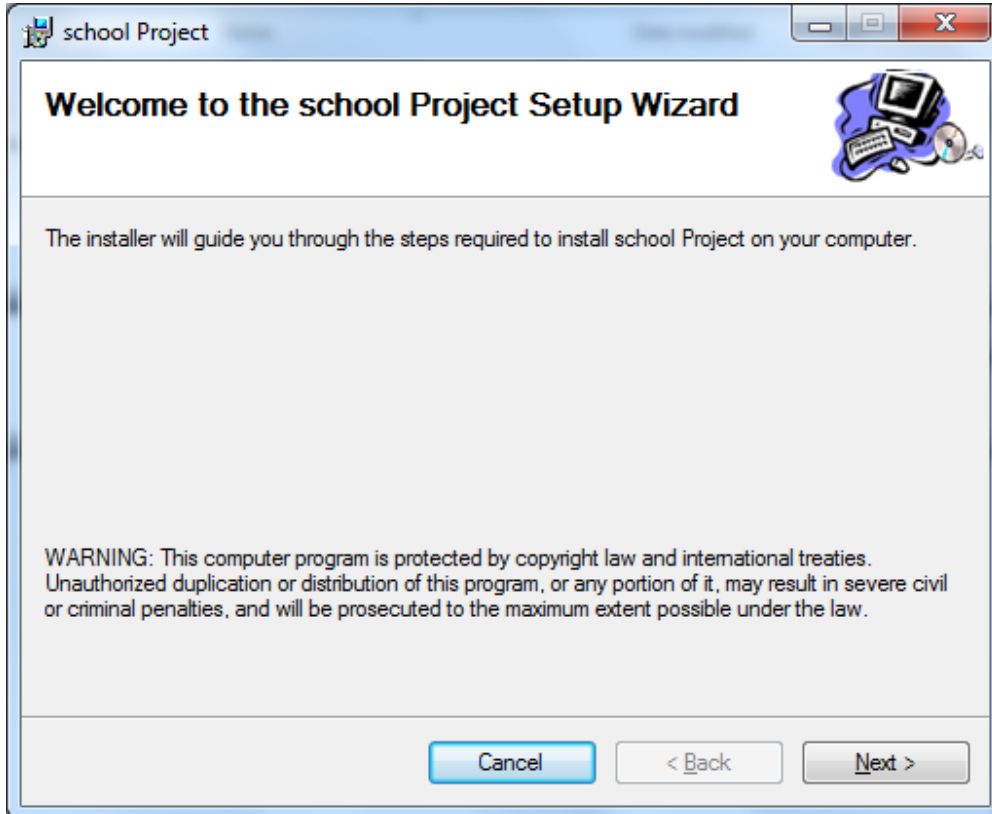 school Project
Welcome to the school Project Setup Wizard
The installer will guide you through the steps required to install school Project on your computer.
WARNING: This computer program is protected by copyright law and international treaties.
Unauthorized duplication or distribution of this program, or any portion of it, may result in severe civil
or criminal penalties, and will be prosecuted to the maximum extent possible under the law.
Cancel
< Back
Next >